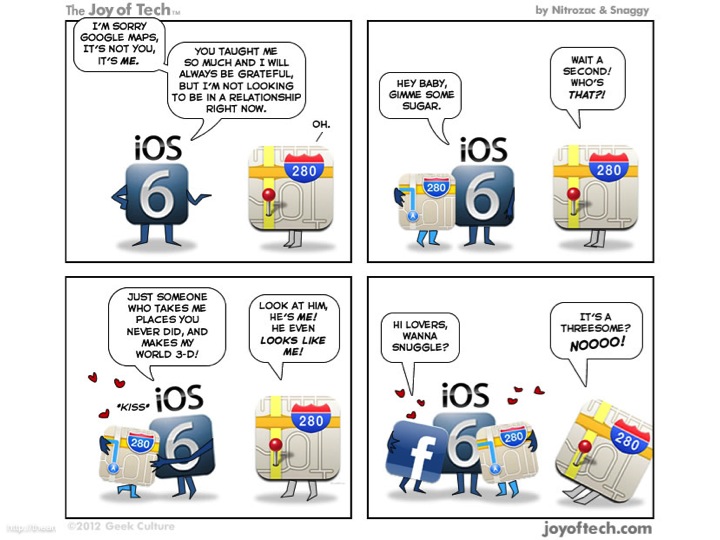 The Joy of Tech™
by Nitrozac & Snaggy
I'M SORRY
GOOGLE MAPS,
IT'S NOT YOU,
IT'S ME.
YOU TAUGHT ME
SO MUCH AND I WILL
ALWAYS BE GRATEFUL,
BUT I'M NOT LOOKING
TO BE IN A RELATIONSHIP
RIGHT NOW.
OH.
iOS
6
280
HEY BABY,
GIMME SOME
SUGAR.
WAIT A
SECOND!
WHO'S
THAT?!
iOS
280
6
280
JUST SOMEONE
WHO TAKES ME
PLACES YOU
NEVER DID, AND
MAKES MY
WORLD 3-D!
LOOK AT HIM,
HE'S ME!
HE EVEN
LOOKS LIKE
ME!
*KISS*
iOS
280
6
280
HI LOVERS,
WANNA
SNUGGLE?
IT'S A
THREESOME?
NOOOO!
iOS
f
6
280
280
©2012 Geek Culture
joyoftech.com